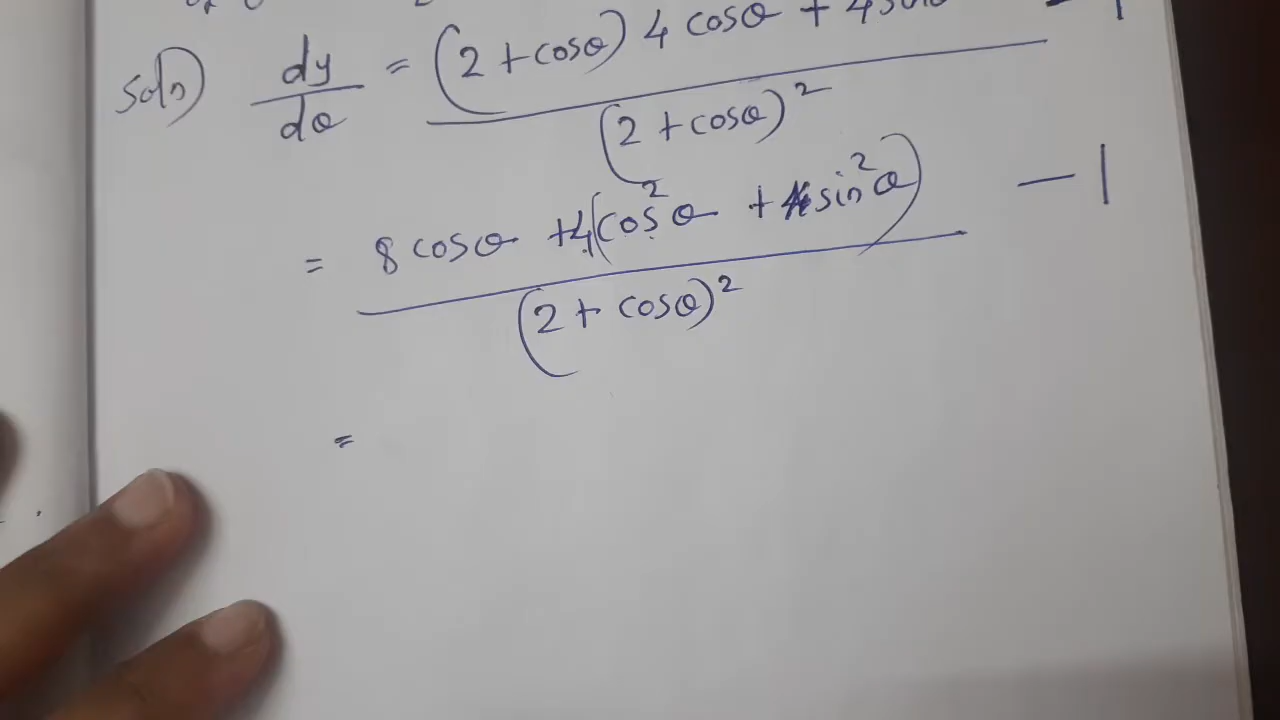 Soln) dy/dθ = (2 + cosθ) 4 cosθ + 4 sin / (2 + cosθ)² - 1
= 8 cosθ + 4(cos²θ + sin²θ) / (2 + cosθ)² - 1
=